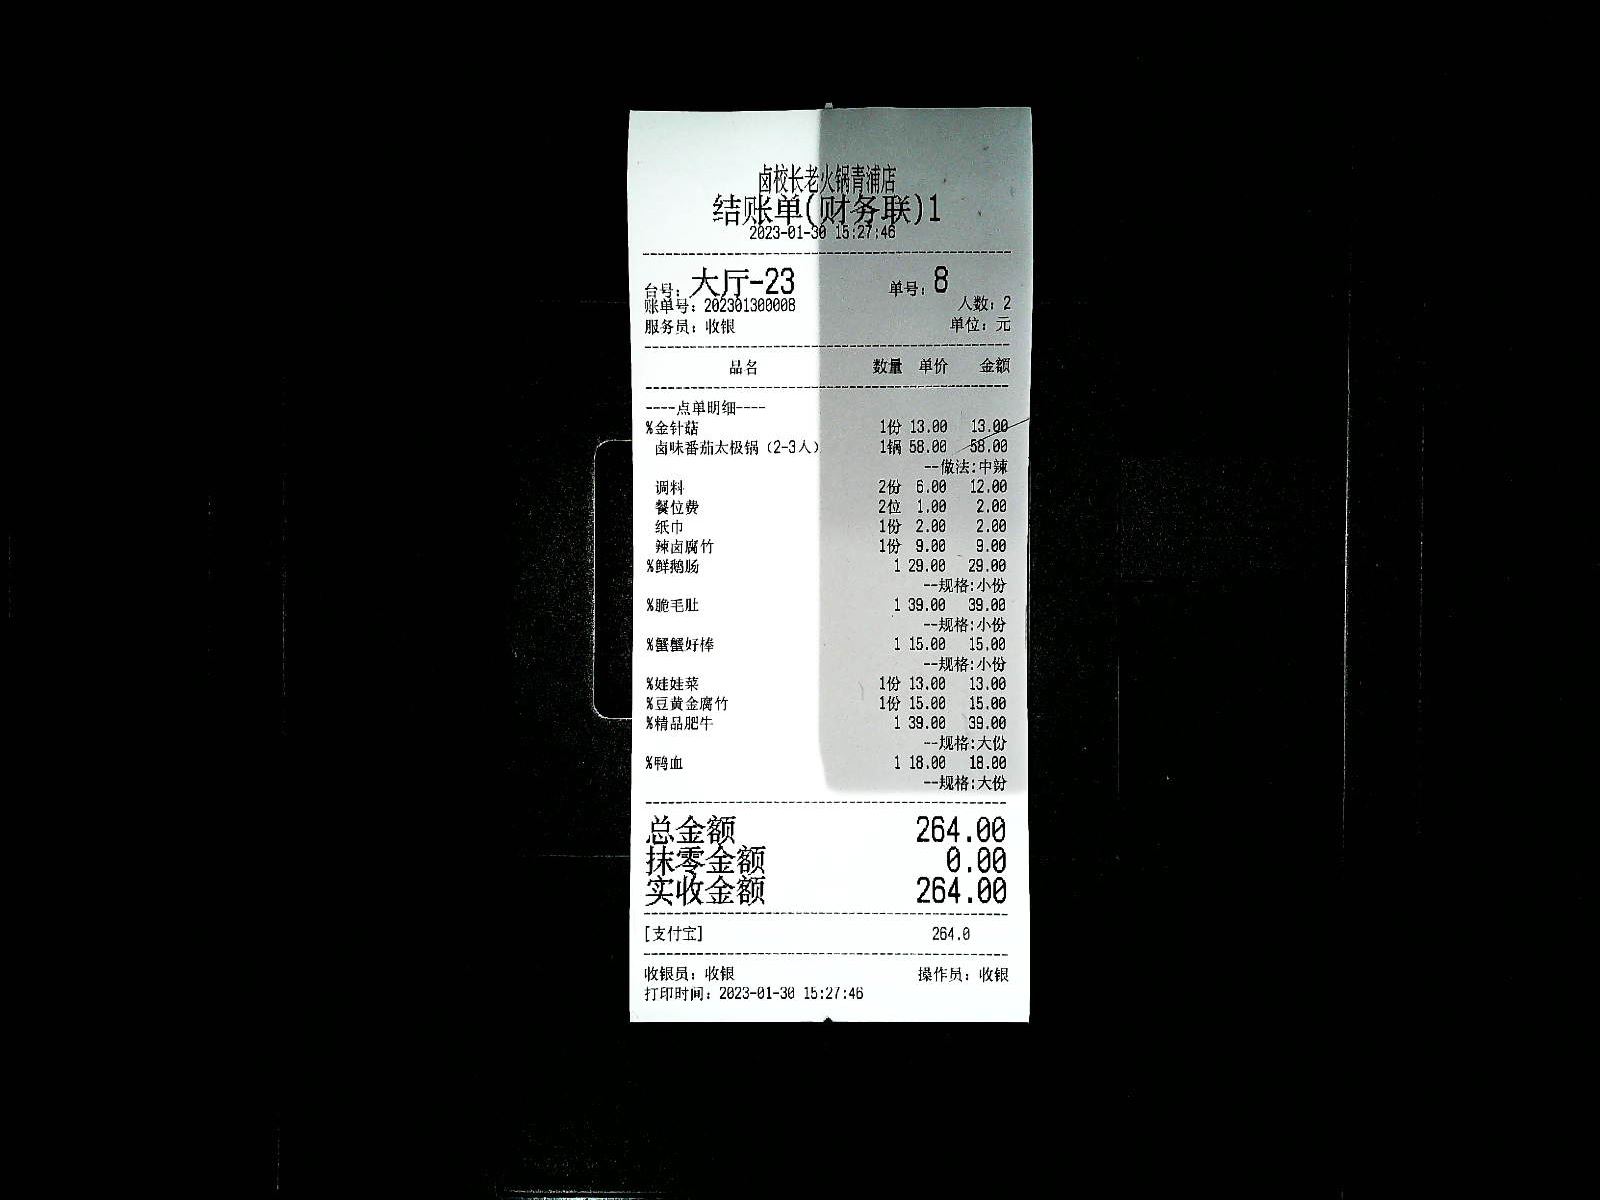 卤校长老火锅青浦店
结账单(财务联)1
2023-01-30 15:27:46
台号: 大厅-23 单号: 8
账单号: 202301300008 人数: 2
服务员: 收银 单位: 元
品名 数量 单价 金额
----点单明细----
%金针菇 1份 13.00 13.00
卤味番茄太极锅（2-3人） 1锅 58.00 58.00
--做法:中辣
调料 2份 6.00 12.00
餐位费 2位 1.00 2.00
纸巾 1份 2.00 2.00
辣卤腐竹 1份 9.00 9.00
%鲜鹅肠 1 29.00 29.00
--规格:小份
%脆毛肚 1 39.00 39.00
--规格:小份
%蟹蟹好棒 1 15.00 15.00
--规格:小份
%娃娃菜 1份 13.00 13.00
%豆黄金腐竹 1份 15.00 15.00
%精品肥牛 1 39.00 39.00
--规格:大份
%鸭血 1 18.00 18.00
--规格:大份
总金额 264.00
抹零金额 0.00
实收金额 264.00
[支付宝] 264.0
收银员: 收银 操作员: 收银
打印时间: 2023-01-30 15:27:46